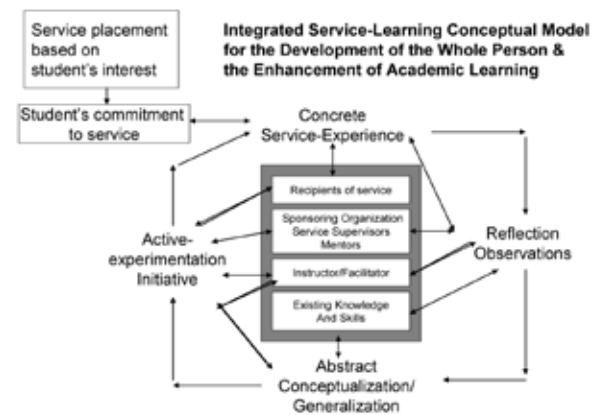 Service placement
based on
student's interest
Integrated Service-Learning Conceptual Model
for the Development of the Whole Person &
the Enhancement of Academic Learning
Student's commitment
to service
Concrete
Service-Experience
Recipients of service
Sponsoring Organization
Service Supervisors
Mentors
Active-
experimentation
Initiative
Reflection
Observations
Instructor/Facilitator
Existing Knowledge
And Skills
Abstract
Conceptualization/
Generalization